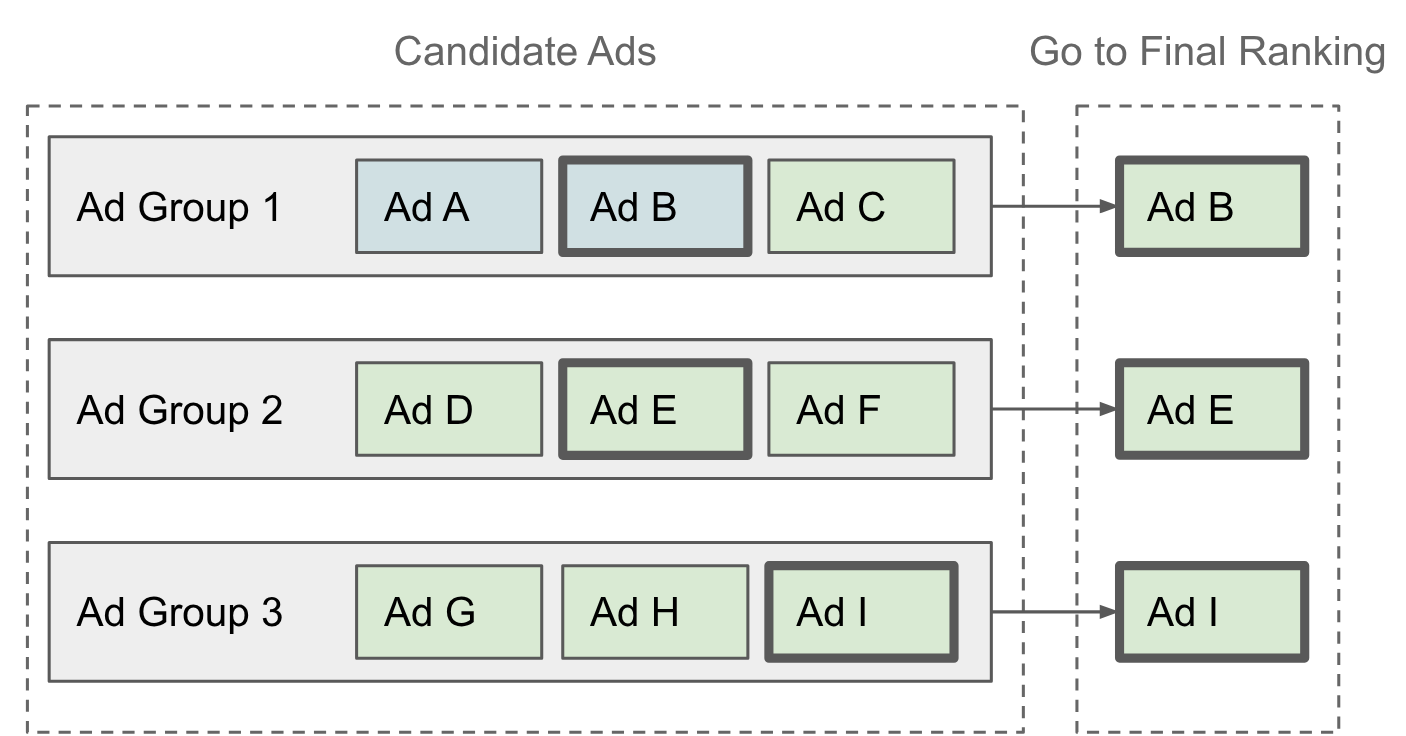 Candidate Ads
Go to Final Ranking
Ad Group 1
Ad A
Ad B
Ad C
Ad B
Ad Group 2
Ad D
Ad E
Ad F
Ad E
Ad Group 3
Ad G
Ad H
Ad I
Ad I